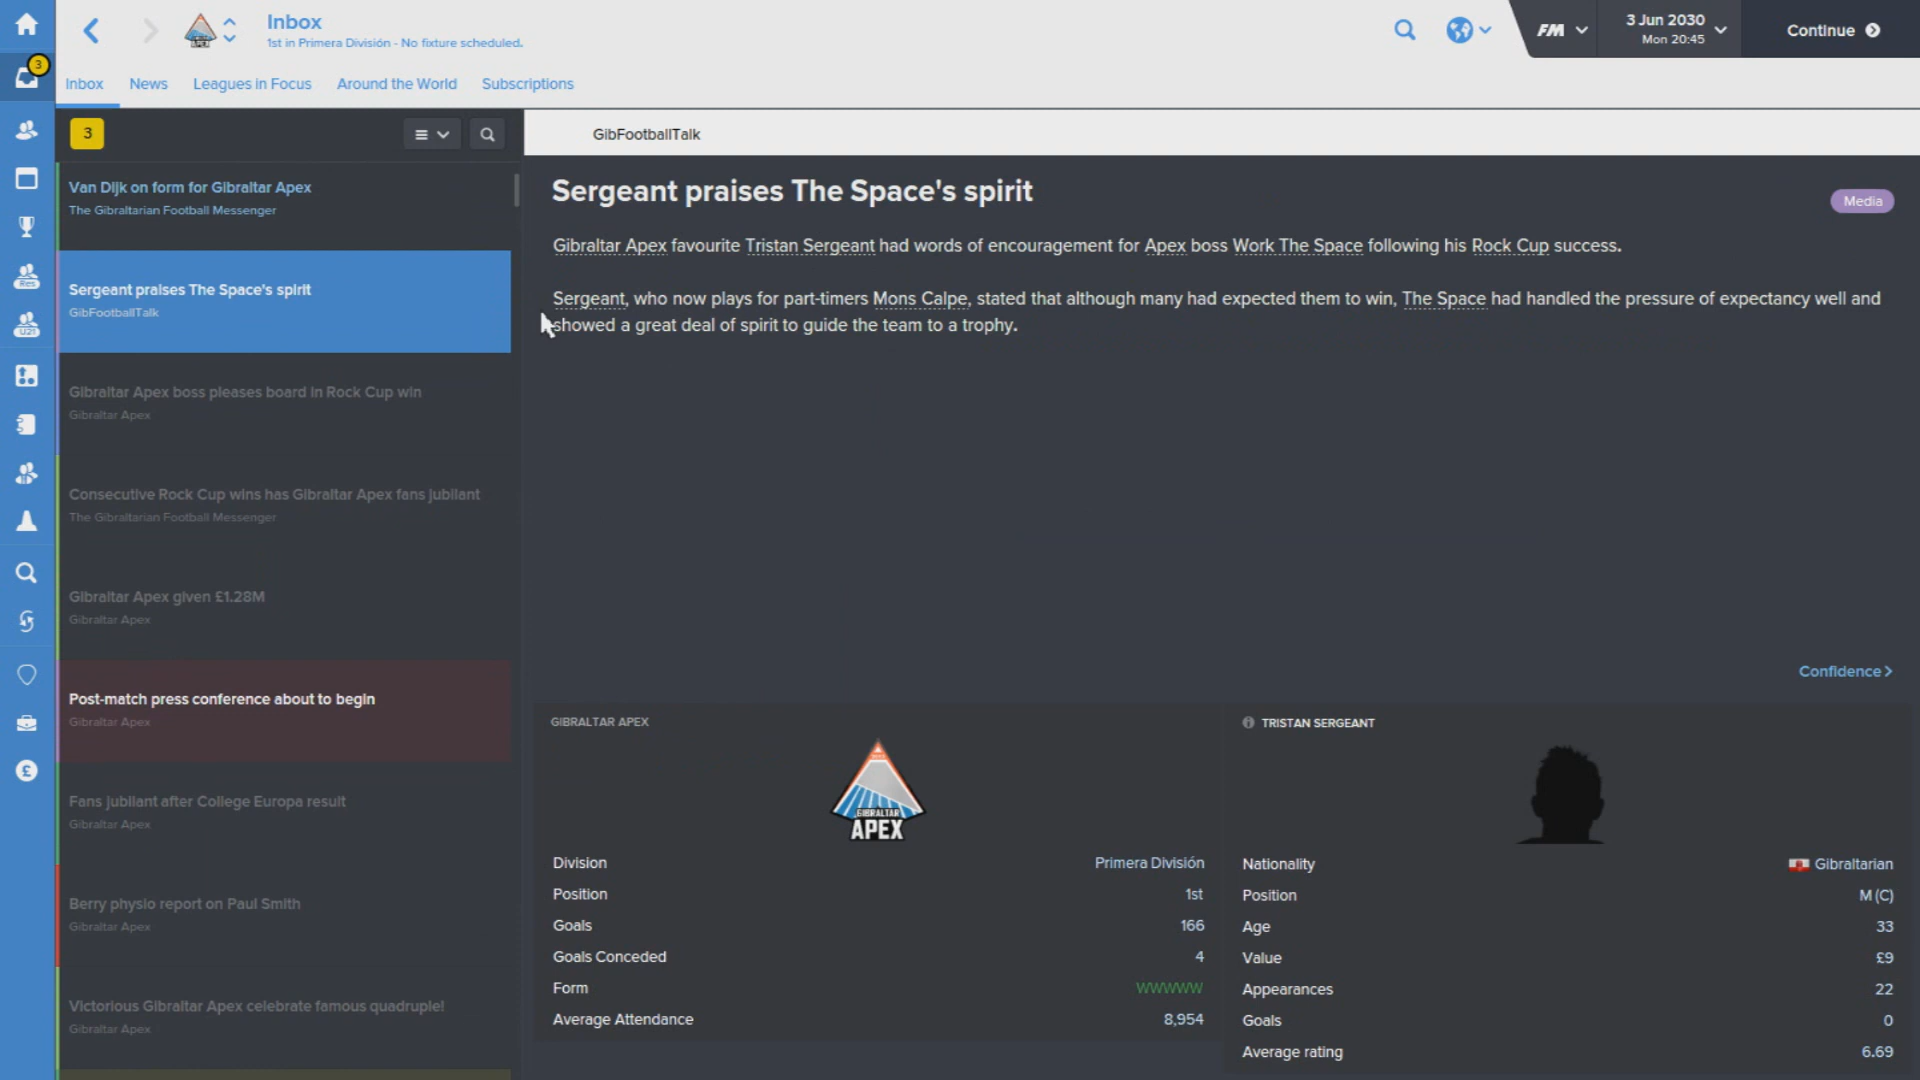 Inbox
1st in Primera División - No fixture scheduled.
FM
3 Jun 2030
Mon 20:45
Continue
3
Inbox
News
Leagues in Focus
Around the World
Subscriptions
3
GibFootballTalk
Van Dijk on form for Gibraltar Apex
The Gibraltarian Football Messenger
Sergeant praises The Space's spirit
GibFootballTalk
Gibraltar Apex boss pleases board in Rock Cup win
Gibraltar Apex
Consecutive Rock Cup wins has Gibraltar Apex fans jubilant
The Gibraltarian Football Messenger
Gibraltar Apex given £1.28M
Gibraltar Apex
Post-match press conference about to begin
Gibraltar Apex
Fans jubilant after College Europa result
Gibraltar Apex
Berry physio report on Paul Smith
Gibraltar Apex
Victorious Gibraltar Apex celebrate famous quadruple!
Gibraltar Apex
Res
U21
Sergeant praises The Space's spirit
Media
Gibraltar Apex favourite Tristan Sergeant had words of encouragement for Apex boss Work The Space following his Rock Cup success.
Sergeant, who now plays for part-timers Mons Calpe, stated that although many had expected them to win, The Space had handled the pressure of expectancy well and
showed a great deal of spirit to guide the team to a trophy.
Confidence >
GIBRALTAR APEX
GIBRALTAR
APEX
Division Primera División
Position 1st
Goals 166
Goals Conceded 4
Form WWWWW
Average Attendance 8,954
TRISTAN SERGEANT
Nationality Gibraltarian
Position M (C)
Age 33
Value £9
Appearances 22
Goals 0
Average rating 6.69